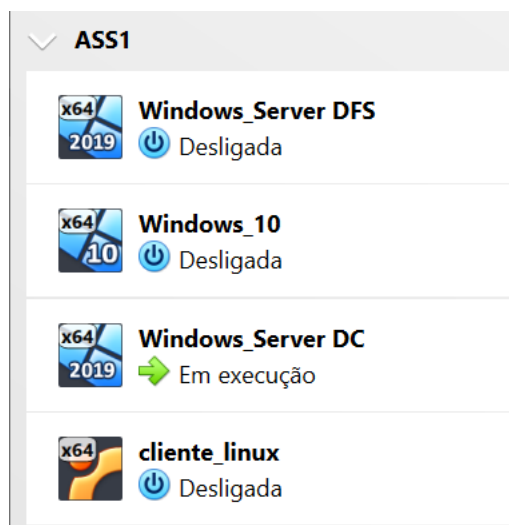 ASS1
x64
2019
Windows_Server DFS
Desligada
x64
10
Windows_10
Desligada
x64
2019
Windows_Server DC
Em execução
x64
cliente_linux
Desligada